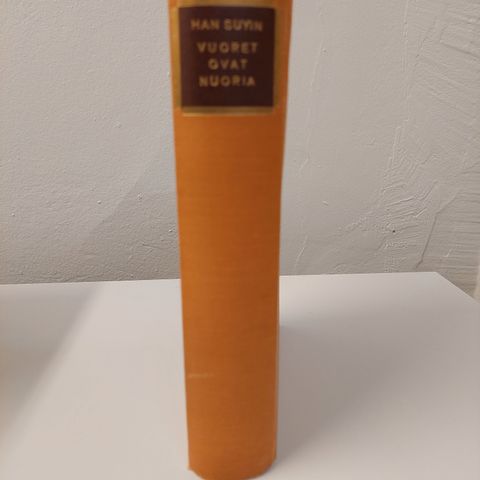 HAN SUYIN
VUORET
OVAT
NUORIA